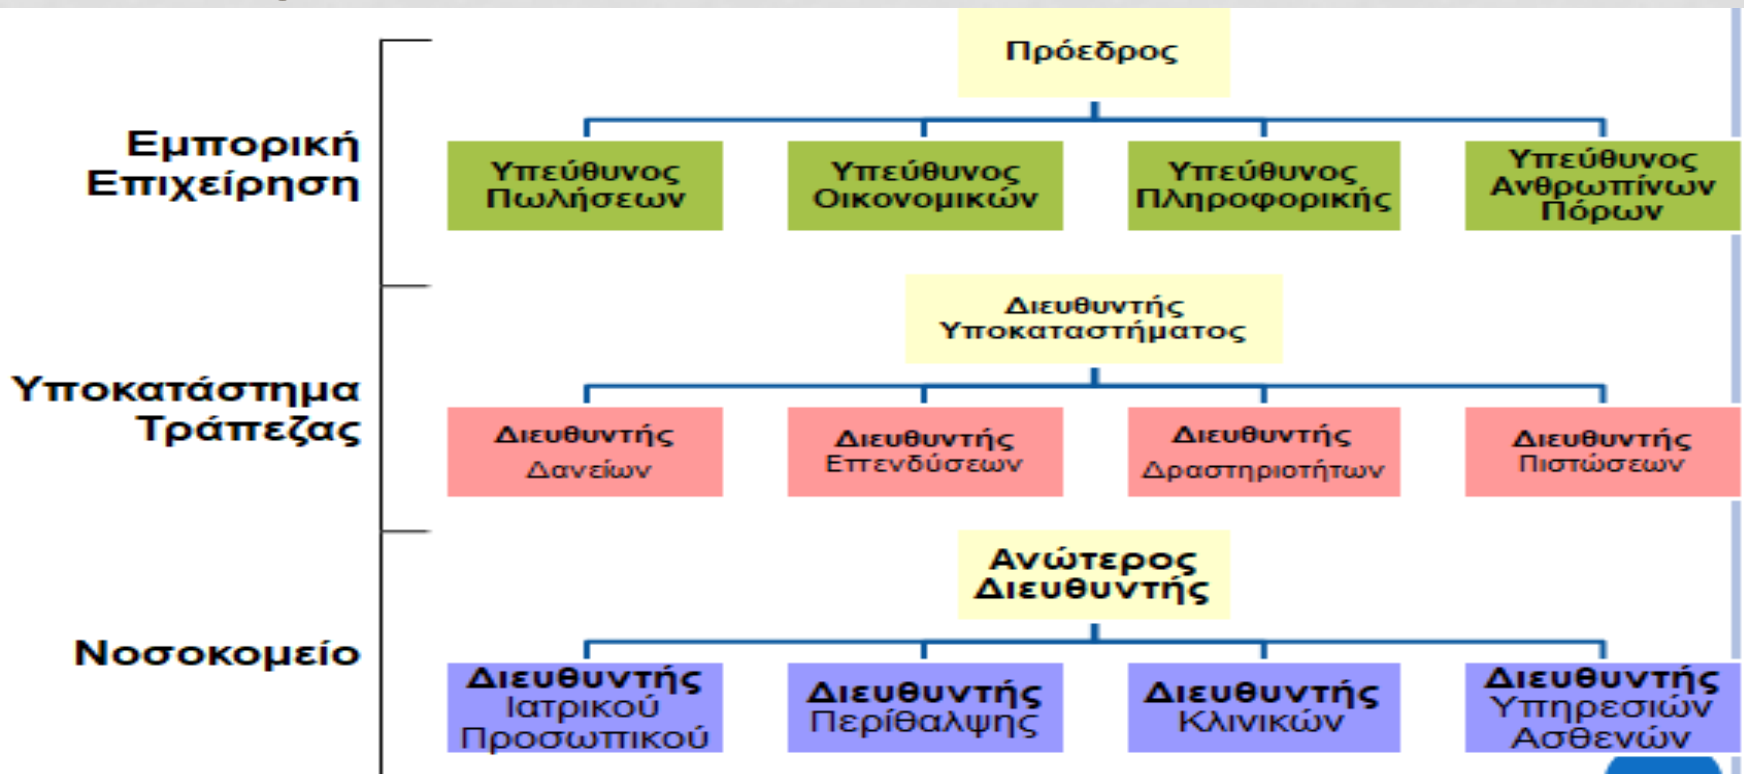 Πρόεδρος
Εμπορική
Επιχείρηση
Υπεύθυνος
Πωλήσεων
Υπεύθυνος
Οικονομικών
Υπεύθυνος
Πληροφορικής
Υπεύθυνος
Ανθρωπίνων
Πόρων
Διευθυντής
Υποκαταστήματος
Υποκατάστημα
Τράπεζας
Διευθυντής
Δανείων
Διευθυντής
Επενδύσεων
Διευθυντής
Δραστηριοτήτων
Διευθυντής
Πιστώσεων
Ανώτερος
Διευθυντής
Νοσοκομείο
Διευθυντής
Ιατρικού
Προσωπικού
Διευθυντής
Περίθαλψης
Διευθυντής
Κλινικών
Διευθυντής
Υπηρεσιών
Ασθενών